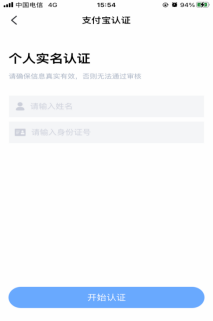 中国电信 4G 15:54 94%
支付宝认证
个人实名认证
请确保信息真实有效，否则无法通过审核
请输入姓名
请输入身份证号
开始认证